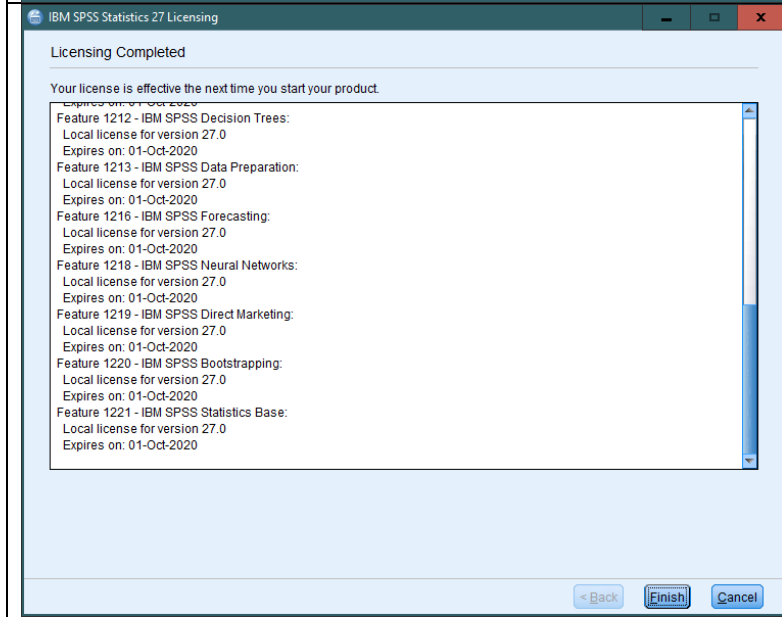 IBM SPSS Statistics 27 Licensing
Licensing Completed
Your license is effective the next time you start your product.
Expires on: 01-Oct-2020
Feature 1212 - IBM SPSS Decision Trees:
Local license for version 27.0
Expires on: 01-Oct-2020
Feature 1213 - IBM SPSS Data Preparation:
Local license for version 27.0
Expires on: 01-Oct-2020
Feature 1216 - IBM SPSS Forecasting:
Local license for version 27.0
Expires on: 01-Oct-2020
Feature 1218 - IBM SPSS Neural Networks:
Local license for version 27.0
Expires on: 01-Oct-2020
Feature 1219 - IBM SPSS Direct Marketing:
Local license for version 27.0
Expires on: 01-Oct-2020
Feature 1220 - IBM SPSS Bootstrapping:
Local license for version 27.0
Expires on: 01-Oct-2020
Feature 1221 - IBM SPSS Statistics Base:
Local license for version 27.0
Expires on: 01-Oct-2020
< Back Finish Cancel